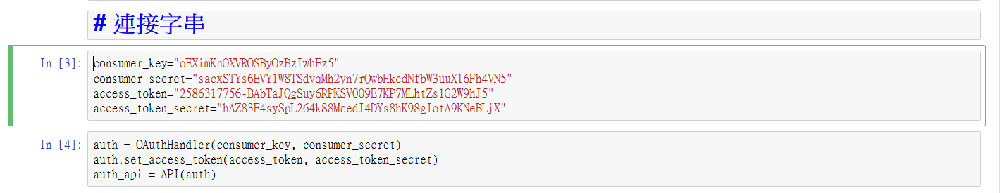 # 連接字串
In [3]:
consumer_key="oEXimKnOXVROSByOzBzIwhFz5"
consumer_secret="sacxSTYs6EVY1W8TSdvqMh2yn7rQwbHkedNfbW3uuX16Fh4VN5"
access_token="2586317756-BAbTaJQgSuy6RPKSVO09E7KP7MLhtZs1G2W9hJ5"
access_token_secret="hAZ83F4sySpL264k88McedJ4DYs8hK98gIotA9KNeBLjX"
In [4]:
auth = OAuthHandler(consumer_key, consumer_secret)
auth.set_access_token(access_token, access_token_secret)
auth_api = API(auth)